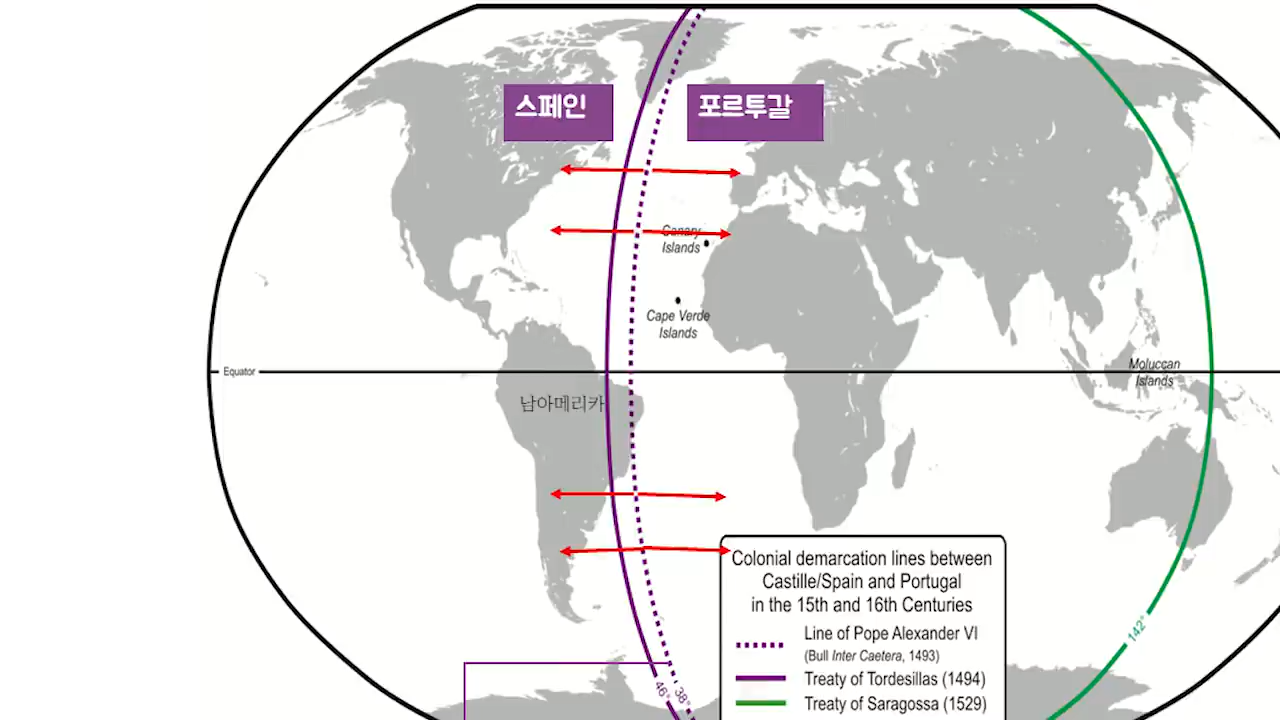 스페인
포르투갈
Canary
Islands
Cape Verde
Islands
Equator
Moluccan
Islands
남아메리카
Colonial demarcation lines between
Castille/Spain and Portugal
in the 15th and 16th Centuries
Line of Pope Alexander VI
(Bull Inter Caetera, 1493)
Treaty of Tordesillas (1494)
Treaty of Saragossa (1529)
46°
38°
142°